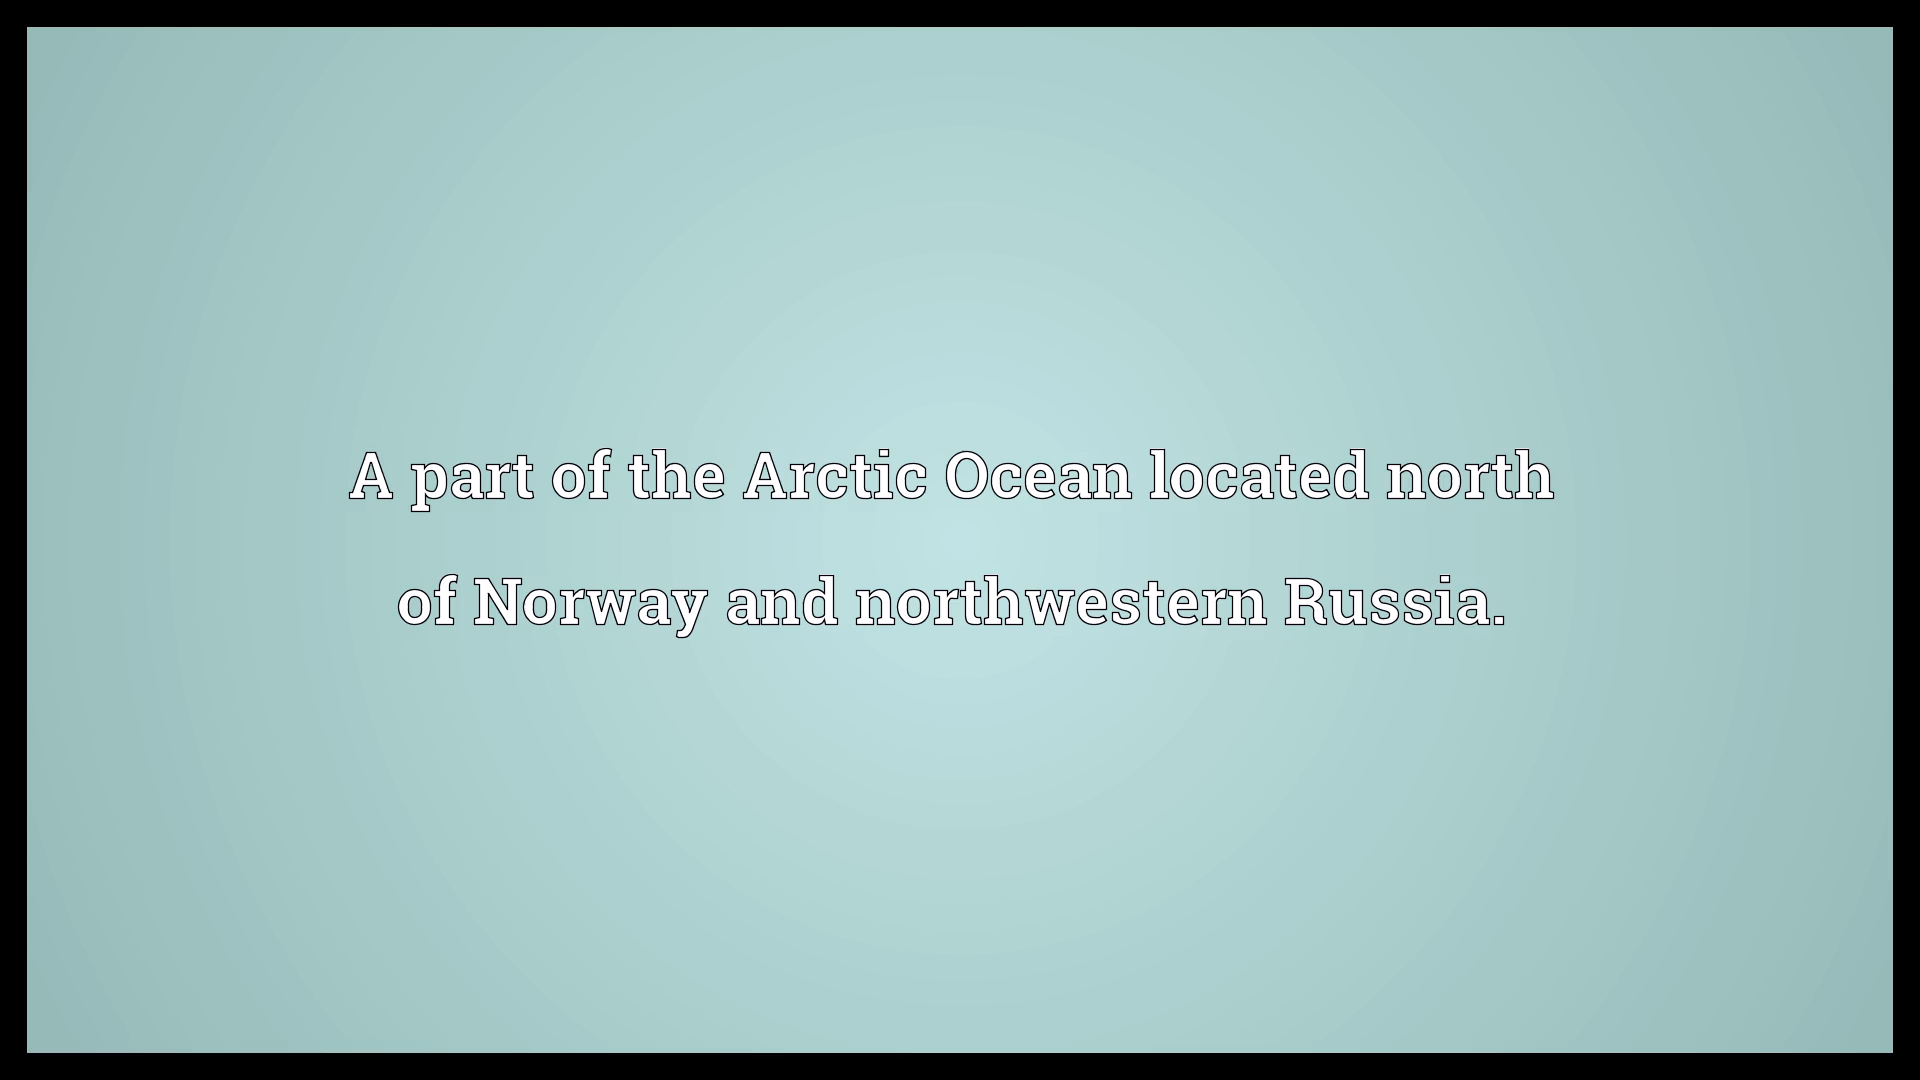 A part of the Arctic Ocean located north
of Norway and northwestern Russia.